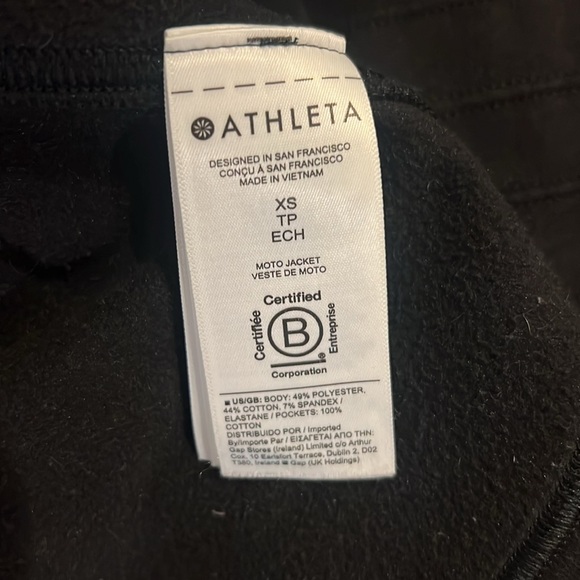 ATHLETA
DESIGNED IN SAN FRANCISCO
CONÇU À SAN FRANCISCO
MADE IN VIETNAM
XS
TP
ECH
MOTO JACKET
VESTE DE MOTO
Certified
Certifiée
B
Entreprise
®
Corporation
US/GB: BODY: 49% POLYESTER,
44% COTTON, 7% SPANDEX /
ELASTANE / POCKETS: 100%
COTTON
DISTRIBUIDO POR / Imported
By/Importe Par / ΕΙΣΑΓΕΤΑΙ ΑΠΟ ΤΗΝ:
Gap Stores (Ireland) Limited c/o Arthur
Cox, 10 Earlsfort Terrace, Dublin 2, D02
T380, Ireland Gap (UK Holdings)